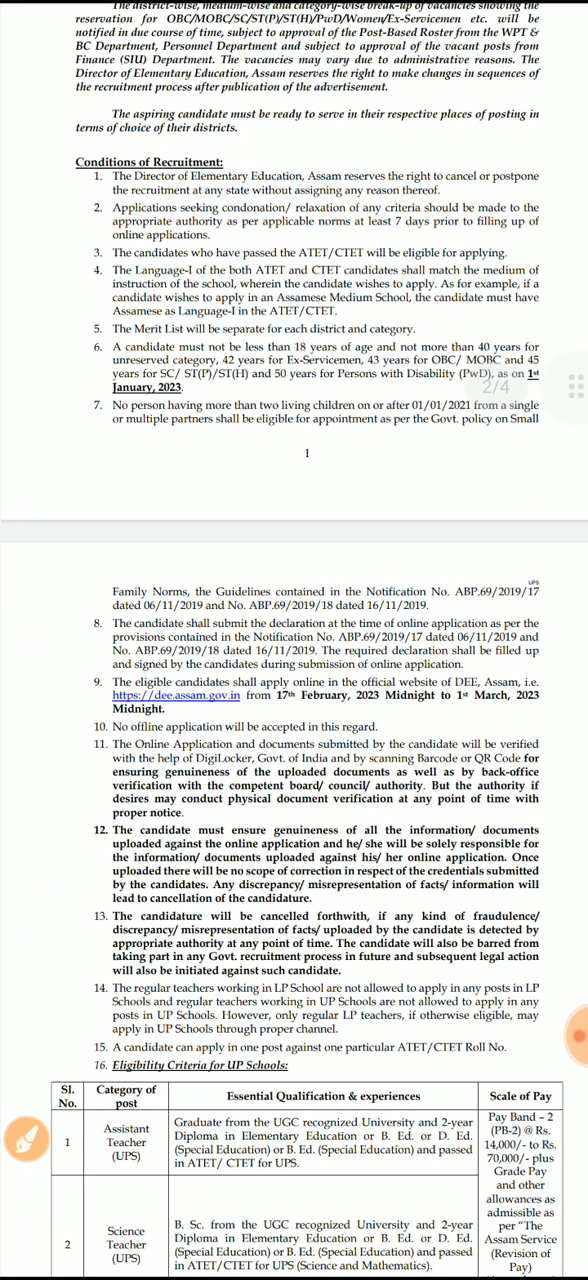 The district-wise, medium-wise and category-wise break-up of vacancies showing the
reservation for OBC/MOBC/SC/ST(P)/ST(H)/PwD/Women/Ex-Servicemen etc. will be
notified in due course of time, subject to approval of the Post-Based Roster from the WPT &
BC Department, Personnel Department and subject to approval of the vacant posts from
Finance (SIU) Department. The vacancies may vary due to administrative reasons. The
Director of Elementary Education, Assam reserves the right to make changes in sequences of
the recruitment process after publication of the advertisement.
The aspiring candidate must be ready to serve in their respective places of posting in
terms of choice of their districts.
Conditions of Recruitment:
1. The Director of Elementary Education, Assam reserves the right to cancel or postpone
the recruitment at any state without assigning any reason thereof.
2. Applications seeking condonation/ relaxation of any criteria should be made to the
appropriate authority as per applicable norms at least 7 days prior to filling up of
online applications.
3. The candidates who have passed the ATET/CTET will be eligible for applying.
4. The Language-I of the both ATET and CTET candidates shall match the medium of
instruction of the school, wherein the candidate wishes to apply. As for example, if a
candidate wishes to apply in an Assamese Medium School, the candidate must have
Assamese as Language-I in the ATET/CTET.
5. The Merit List will be separate for each district and category.
6. A candidate must not be less than 18 years of age and not more than 40 years for
unreserved category, 42 years for Ex-Servicemen, 43 years for OBC/ MOBC and 45
years for SC/ ST(P)/ST(H) and 50 years for Persons with Disability (PwD), as on 1st
January, 2023.
2/4
7. No person having more than two living children on or after 01/01/2021 from a single
or multiple partners shall be eligible for appointment as per the Govt. policy on Small
1
UPS
Family Norms, the Guidelines contained in the Notification No. ABP.69/2019/17
dated 06/11/2019 and No. ABP.69/2019/18 dated 16/11/2019.
8. The candidate shall submit the declaration at the time of online application as per the
provisions contained in the Notification No. ABP.69/2019/17 dated 06/11/2019 and
No. ABP.69/2019/18 dated 16/11/2019. The required declaration shall be filled up
and signed by the candidates during submission of online application.
9. The eligible candidates shall apply online in the official website of DEE, Assam, i.e.
https://dee.assam.gov.in from 17th February, 2023 Midnight to 1st March, 2023
Midnight.
10. No offline application will be accepted in this regard.
11. The Online Application and documents submitted by the candidate will be verified
with the help of DigiLocker, Govt. of India and by scanning Barcode or QR Code for
ensuring genuineness of the uploaded documents as well as by back-office
verification with the competent board/ council/ authority. But the authority if
desires may conduct physical document verification at any point of time with
proper notice.
12. The candidate must ensure genuineness of all the information/ documents
uploaded against the online application and he/ she will be solely responsible for
the information/ documents uploaded against his/ her online application. Once
uploaded there will be no scope of correction in respect of the credentials submitted
by the candidates. Any discrepancy/ misrepresentation of facts/ information will
lead to cancellation of the candidature.
13. The candidature will be cancelled forthwith, if any kind of fraudulence/
discrepancy/ misrepresentation of facts/ uploaded by the candidate is detected by
appropriate authority at any point of time. The candidate will also be barred from
taking part in any Govt. recruitment process in future and subsequent legal action
will also be initiated against such candidate.
14. The regular teachers working in LP School are not allowed to apply in any posts in LP
Schools and regular teachers working in UP Schools are not allowed to apply in any
posts in UP Schools. However, only regular LP teachers, if otherwise eligible, may
apply in UP Schools through proper channel.
15. A candidate can apply in one post against one particular ATET/CTET Roll No.
16. Eligibility Criteria for UP Schools:
Sl.
No.
Category of
post
Essential Qualification & experiences
Scale of Pay
1
Assistant
Teacher
(UPS)
Graduate from the UGC recognized University and 2-year
Diploma in Elementary Education or B. Ed. or D. Ed.
(Special Education) or B. Ed. (Special Education) and passed
in ATET/ CTET for UPS.
Pay Band – 2
(PB-2) @ Rs.
14,000/- to Rs.
70,000/- plus
Grade Pay
and other
allowances as
admissible as
per "The
Assam Service
(Revision of
Pay)
2
Science
Teacher
(UPS)
B. Sc. from the UGC recognized University and 2-year
Diploma in Elementary Education or B. Ed. or D. Ed.
(Special Education) or B. Ed. (Special Education) and passed
in ATET/CTET for UPS (Science and Mathematics).